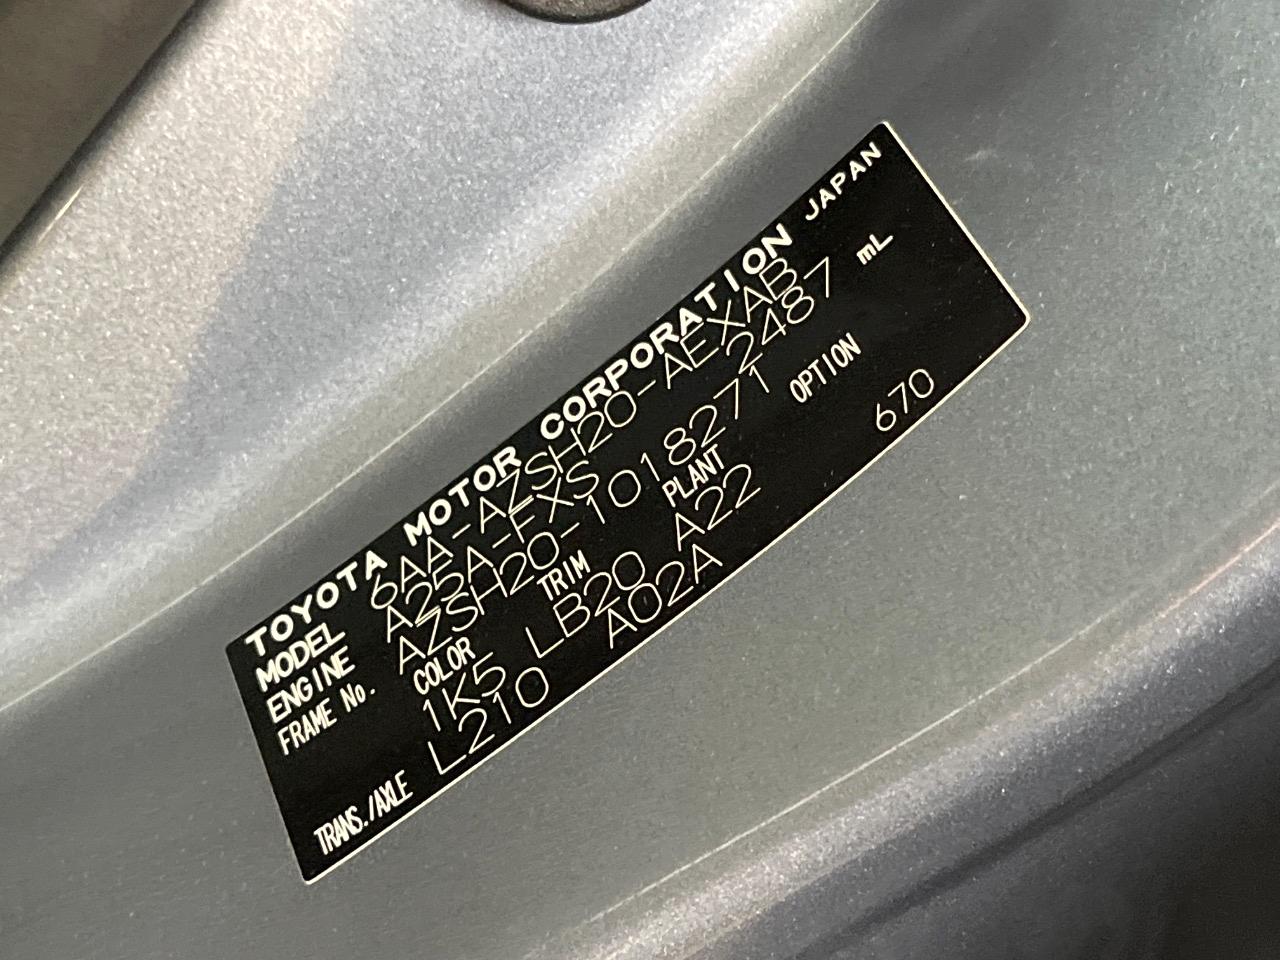 TOYOTA MOTOR CORPORATION JAPAN
MODEL 6AA-AZSH20-AEXAB
ENGINE A25A-FXS 2487 mL
FRAME No. AZSH20-1018271
COLOR TRIM PLANT OPTION
1K5 LB20 A22 670
TRANS./AXLE L210 A02A